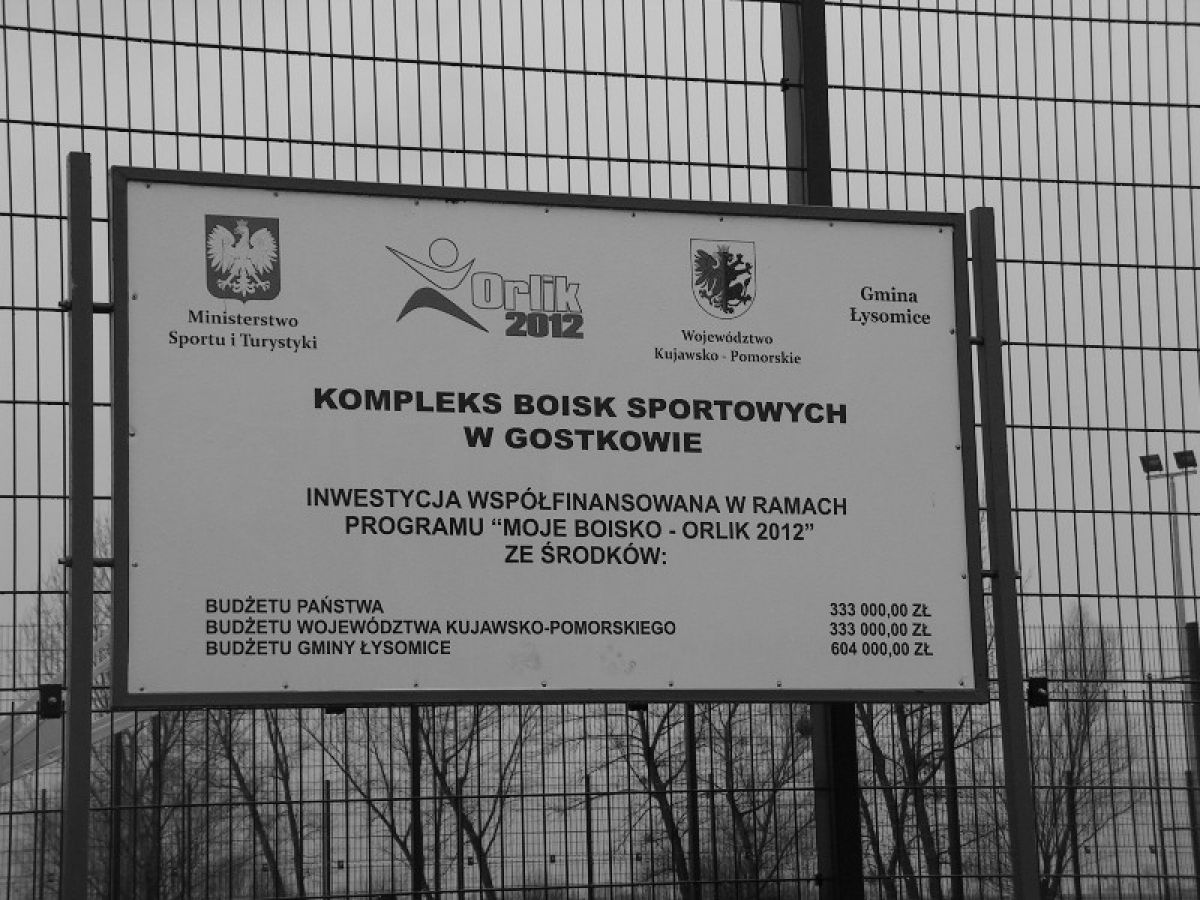 Ministerstwo
Sportu i Turystyki
Orlik
2012
Województwo
Kujawsko - Pomorskie
Gmina
Łysomice
KOMPLEKS BOISK SPORTOWYCH
W GOSTKOWIE
INWESTYCJA WSPÓŁFINANSOWANA W RAMACH
PROGRAMU “MOJE BOISKO - ORLIK 2012”
ZE ŚRODKÓW:
BUDŻETU PAŃSTWA 333 000,00 ZŁ
BUDŻETU WOJEWÓDZTWA KUJAWSKO-POMORSKIEGO 333 000,00 ZŁ
BUDŻETU GMINY ŁYSOMICE 604 000,00 ZŁ